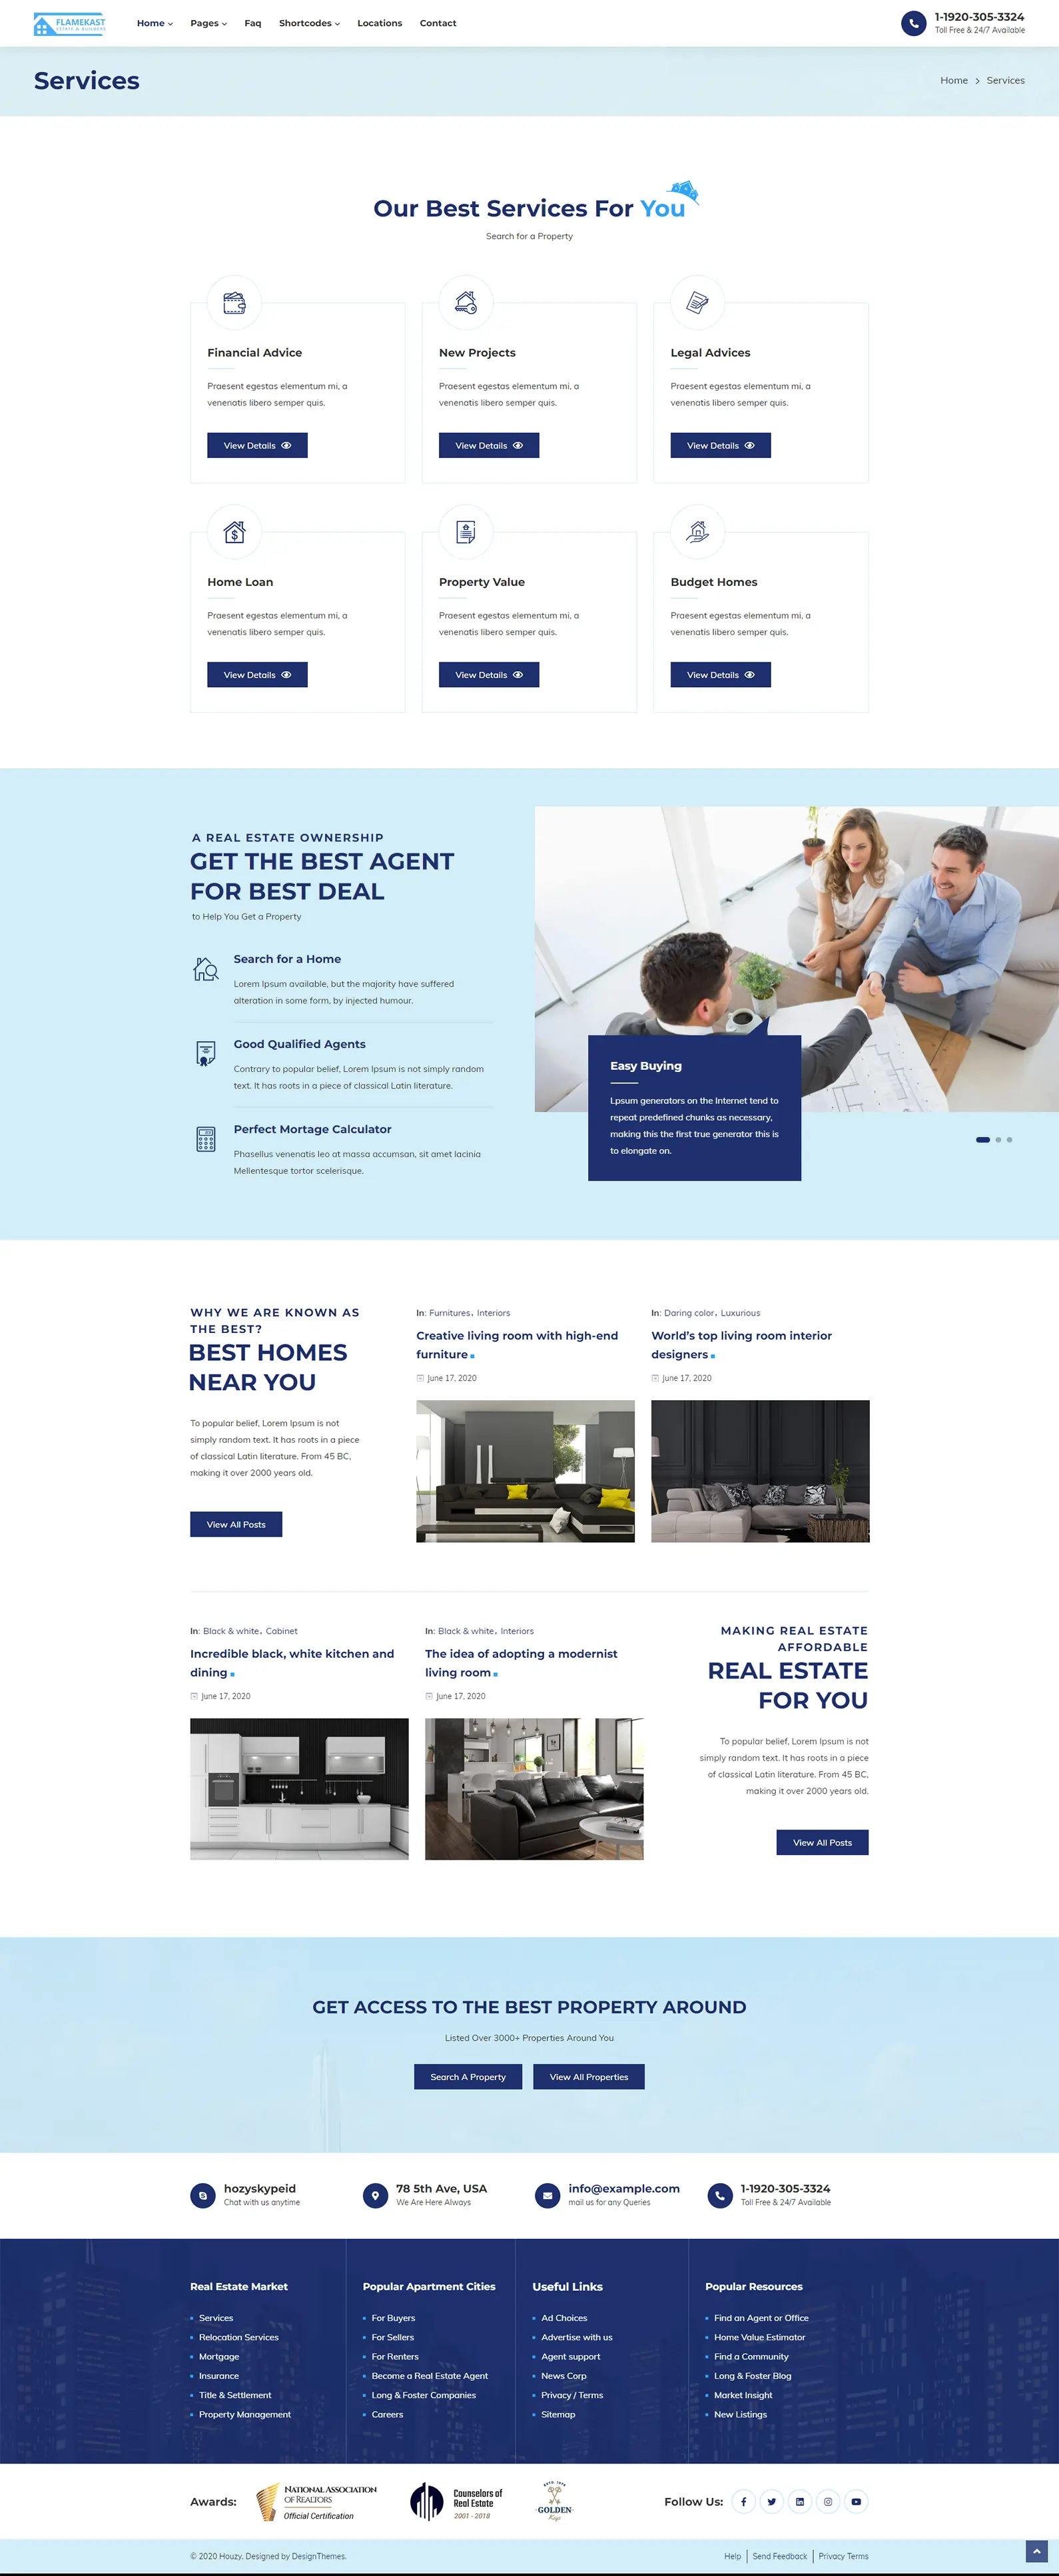 FLAMEKAST
ESTATE & BUILDERS
Home
Pages
Faq
Shortcodes
Locations
Contact
1-1920-305-3324
Toll Free & 24/7 Available
Services
Home > Services
Our Best Services For You
Search for a Property
Financial Advice
Praesent egestas elementum mi, a
venenatis libero semper quis.
View Details
New Projects
Praesent egestas elementum mi, a
venenatis libero semper quis.
View Details
Legal Advices
Praesent egestas elementum mi, a
venenatis libero semper quis.
View Details
Home Loan
Praesent egestas elementum mi, a
venenatis libero semper quis.
View Details
Property Value
Praesent egestas elementum mi, a
venenatis libero semper quis.
View Details
Budget Homes
Praesent egestas elementum mi, a
venenatis libero semper quis.
View Details
A REAL ESTATE OWNERSHIP
GET THE BEST AGENT
FOR BEST DEAL
to Help You Get a Property
Search for a Home
Lorem Ipsum available, but the majority have suffered
alteration in some form, by injected humour.
Good Qualified Agents
Contrary to popular belief, Lorem Ipsum is not simply random
text. It has roots in a piece of classical Latin literature.
Perfect Mortage Calculator
Phasellus venenatis leo at massa accumsan, sit amet lacinia
Mellentesque tortor scelerisque.
Easy Buying
Lpsum generators on the Internet tend to
repeat predefined chunks as necessary,
making this the first true generator this is
to elongate on.
WHY WE ARE KNOWN AS
THE BEST?
BEST HOMES
NEAR YOU
To popular belief, Lorem Ipsum is not
simply random text. It has roots in a piece
of classical Latin literature. From 45 BC,
making it over 2000 years old.
View All Posts
In: Furnitures, Interiors
Creative living room with high-end
furniture
June 17, 2020
In: Daring color, Luxurious
World's top living room interior
designers
June 17, 2020
In: Black & white, Cabinet
Incredible black, white kitchen and
dining
June 17, 2020
In: Black & white, Interiors
The idea of adopting a modernist
living room
June 17, 2020
MAKING REAL ESTATE
AFFORDABLE
REAL ESTATE
FOR YOU
To popular belief, Lorem Ipsum is not
simply random text. It has roots in a piece
of classical Latin literature. From 45 BC,
making it over 2000 years old.
View All Posts
GET ACCESS TO THE BEST PROPERTY AROUND
Listed Over 3000+ Properties Around You
Search A Property
View All Properties
hozyskypeid
Chat with us anytime
78 5th Ave, USA
We Are Here Always
info@example.com
mail us for any Queries
1-1920-305-3324
Toll Free & 24/7 Available
Real Estate Market
Services
Relocation Services
Mortgage
Insurance
Title & Settlement
Property Management
Popular Apartment Cities
For Buyers
For Sellers
For Renters
Become a Real Estate Agent
Long & Foster Companies
Careers
Useful Links
Ad Choices
Advertise with us
Agent support
News Corp
Privacy / Terms
Sitemap
Popular Resources
Find an Agent or Office
Home Value Estimator
Find a Community
Long & Foster Blog
Market Insight
New Listings
Awards:
NATIONAL ASSOCIATION
OF REALTORS
Official Certification
Counselors of
Real Estate
2001 - 2018
ESTD. 1978
GOLDEN
Keys
Follow Us:
© 2020 Houzy. Designed by DesignThemes.
Help
Send Feedback
Privacy Terms